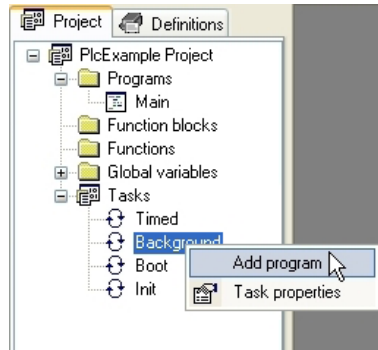 Project Definitions
PlcExample Project
Programs
Main
Function blocks
Functions
Global variables
Tasks
Timed
Background
Boot
Add program
Init
Task properties